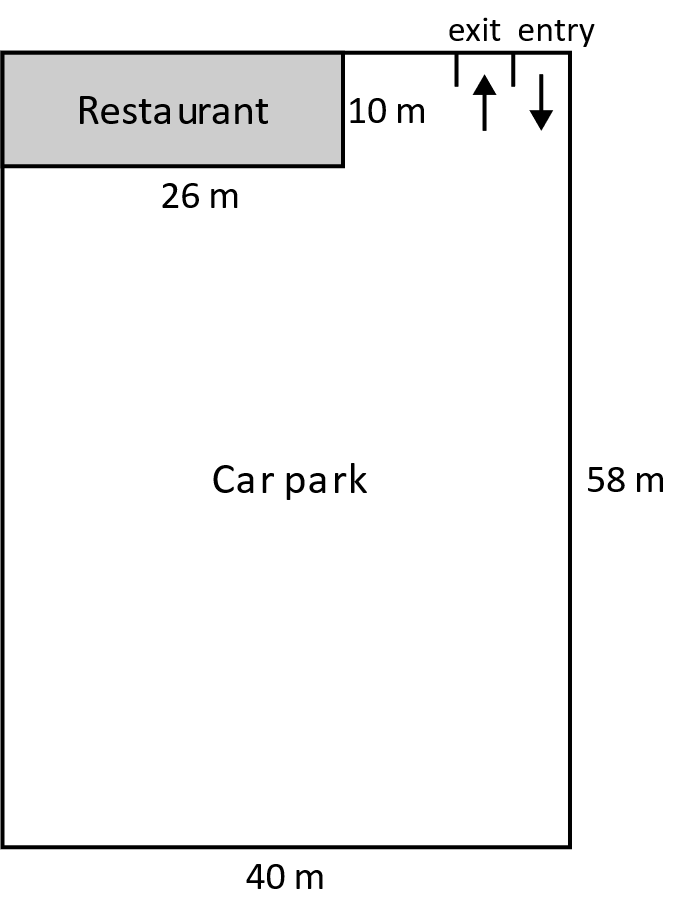 exit entry
Restaurant
10 m
26 m
Car park
58 m
40 m